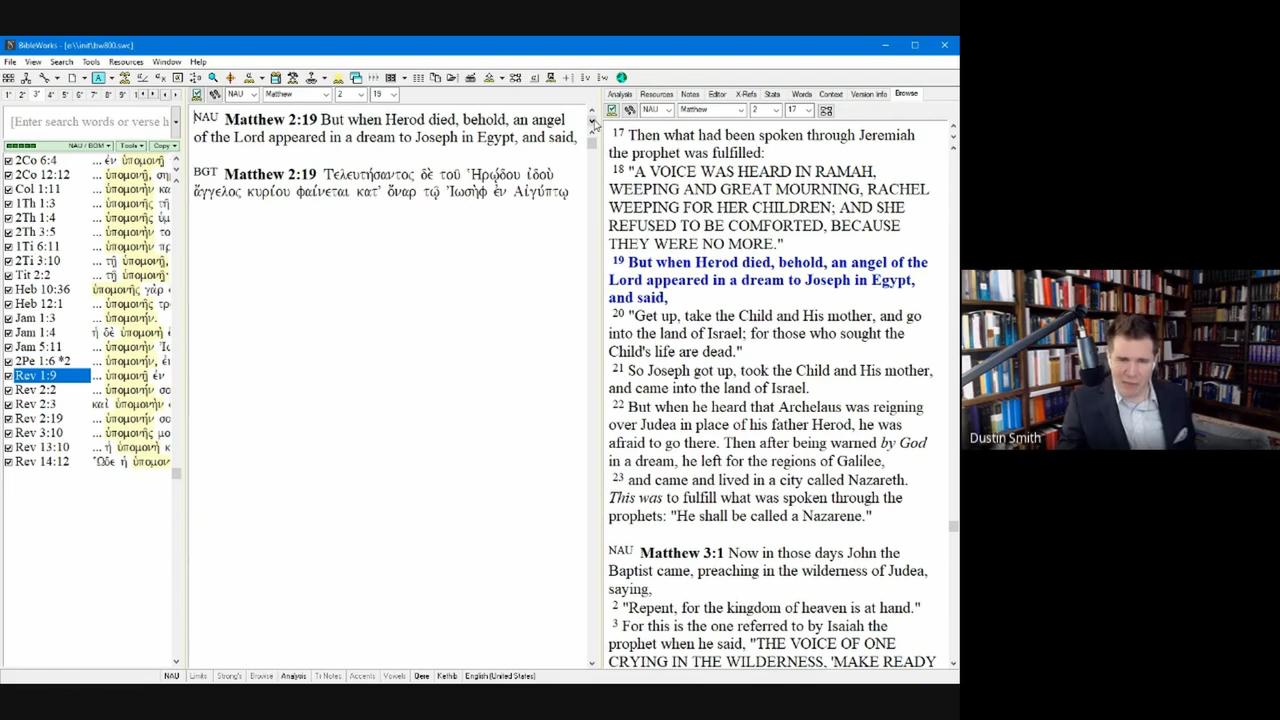 BibleWorks - [e:\\init\bw800.swc]
File View Search Tools Resources Window Help
NAU Matthew 2 19
Analysis Resources Notes Editor X-Refs Stats Words Context Version Info Browse
NAU Matthew 2 17
[Enter search words or verse h
NAU / BGM Tools Copy
2Co 6:4 ... ἐν ὑπομονῇ
2Co 12:12 ... ὑπομονῇ, ση
Col 1:11 ... ὑπομονὴν κα
1Th 1:3 ... ὑπομονῆς τῆ
2Th 1:4 ... ὑπομονῆς ὑμ
2Th 3:5 ... ὑπομονὴν το
1Ti 6:11 ... ὑπομονὴν πρ
2Ti 3:10 ... τῇ ὑπομονῇ,
Tit 2:2 ... τῇ ὑπομονῇ·
Heb 10:36 ὑπομονῆς γὰρ
Heb 12:1 ... ὑπομονῆς τρ
Jam 1:3 ... ὑπομονήν.
Jam 1:4 ἡ δὲ ὑπομονὴ
Jam 5:11 ... ὑπομονὴν Ἰ
2Pe 1:6 *2 ... ὑπομονήν, ἐ
Rev 1:9 ... ὑπομονῇ ἐν
Rev 2:2 ... ὑπομονήν σο
Rev 2:3 καὶ ὑπομονὴν
Rev 2:19 ... ὑπομονήν σο
Rev 3:10 ... ὑπομονῆς μο
Rev 13:10 ... ἡ ὑπομονὴ κ
Rev 14:12 Ὧδε ἡ ὑπομον
NAU Matthew 2:19 But when Herod died, behold, an angel
of the Lord appeared in a dream to Joseph in Egypt, and said,
BGT Matthew 2:19 Τελευτήσαντος δὲ τοῦ Ἡρῴδου ἰδοὺ
ἄγγελος κυρίου φαίνεται κατ' ὄναρ τῷ Ἰωσὴφ ἐν Αἰγύπτῳ
17 Then what had been spoken through Jeremiah
the prophet was fulfilled:
18 "A VOICE WAS HEARD IN RAMAH,
WEEPING AND GREAT MOURNING, RACHEL
WEEPING FOR HER CHILDREN; AND SHE
REFUSED TO BE COMFORTED, BECAUSE
THEY WERE NO MORE."
19 But when Herod died, behold, an angel of the
Lord appeared in a dream to Joseph in Egypt,
and said,
20 "Get up, take the Child and His mother, and go
into the land of Israel; for those who sought the
Child's life are dead."
21 So Joseph got up, took the Child and His mother,
and came into the land of Israel.
22 But when he heard that Archelaus was reigning
over Judea in place of his father Herod, he was
afraid to go there. Then after being warned by God
in a dream, he left for the regions of Galilee,
23 and came and lived in a city called Nazareth.
This was to fulfill what was spoken through the
prophets: "He shall be called a Nazarene."
NAU Matthew 3:1 Now in those days John the
Baptist came, preaching in the wilderness of Judea,
saying,
2 "Repent, for the kingdom of heaven is at hand."
3 For this is the one referred to by Isaiah the
prophet when he said, "THE VOICE OF ONE
CRYING IN THE WILDERNESS, 'MAKE READY
NAU Limits Strong's Browse Analysis Tr Notes Accents Vowels Qere Kethib English(United States)
Dustin Smith